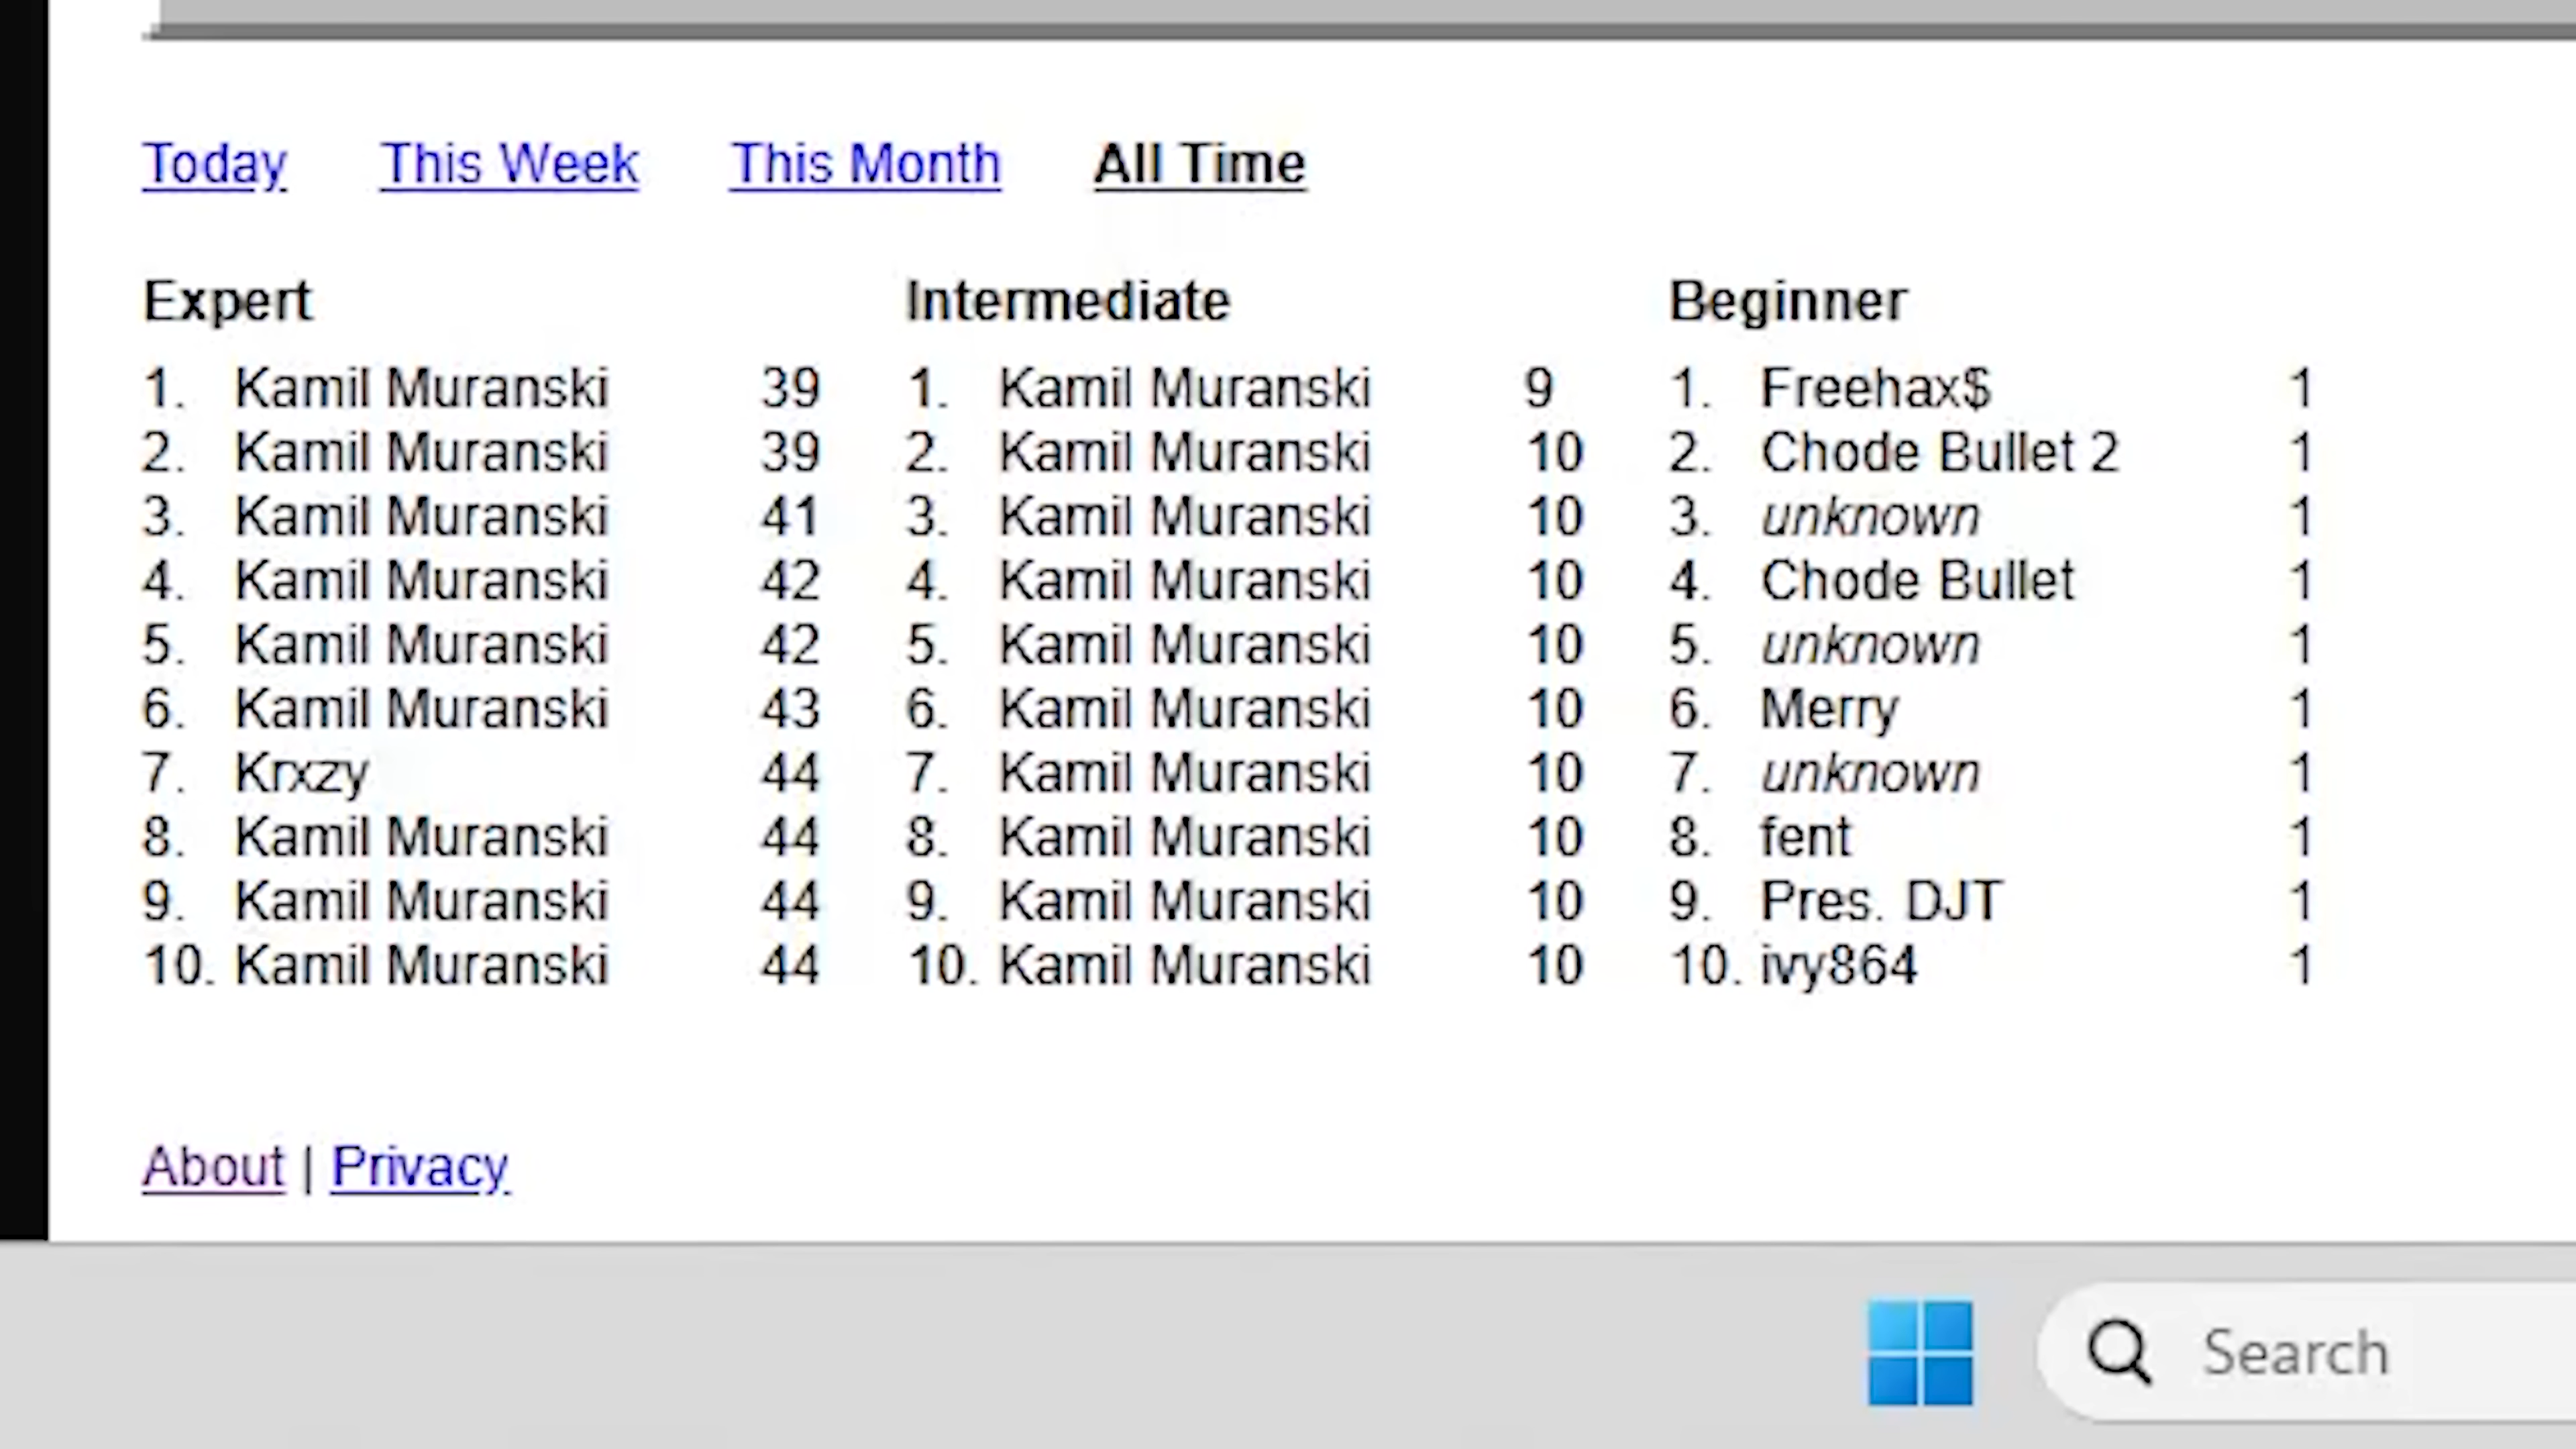 Today This Week This Month All Time
Expert Intermediate Beginner
1. Kamil Muranski 39 1. Kamil Muranski 9 1. Freehax$ 1
2. Kamil Muranski 39 2. Kamil Muranski 10 2. Chode Bullet 2 1
3. Kamil Muranski 41 3. Kamil Muranski 10 3. unknown 1
4. Kamil Muranski 42 4. Kamil Muranski 10 4. Chode Bullet 1
5. Kamil Muranski 42 5. Kamil Muranski 10 5. unknown 1
6. Kamil Muranski 43 6. Kamil Muranski 10 6. Merry 1
7. Krxzy 44 7. Kamil Muranski 10 7. unknown 1
8. Kamil Muranski 44 8. Kamil Muranski 10 8. fent 1
9. Kamil Muranski 44 9. Kamil Muranski 10 9. Pres. DJT 1
10. Kamil Muranski 44 10. Kamil Muranski 10 10. ivy864 1
About | Privacy
Search